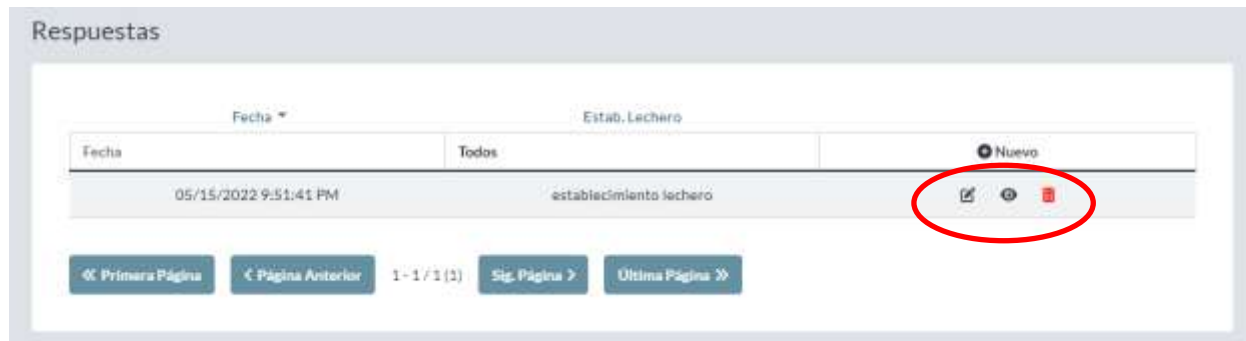 Respuestas
Fecha Estab. Lechero
Fecha Todos Nuevo
05/15/2022 9:51:41 PM establecimiento lechero
Primera Página Página Anterior 1 - 1 / 1 (1) Sig. Página Última Página